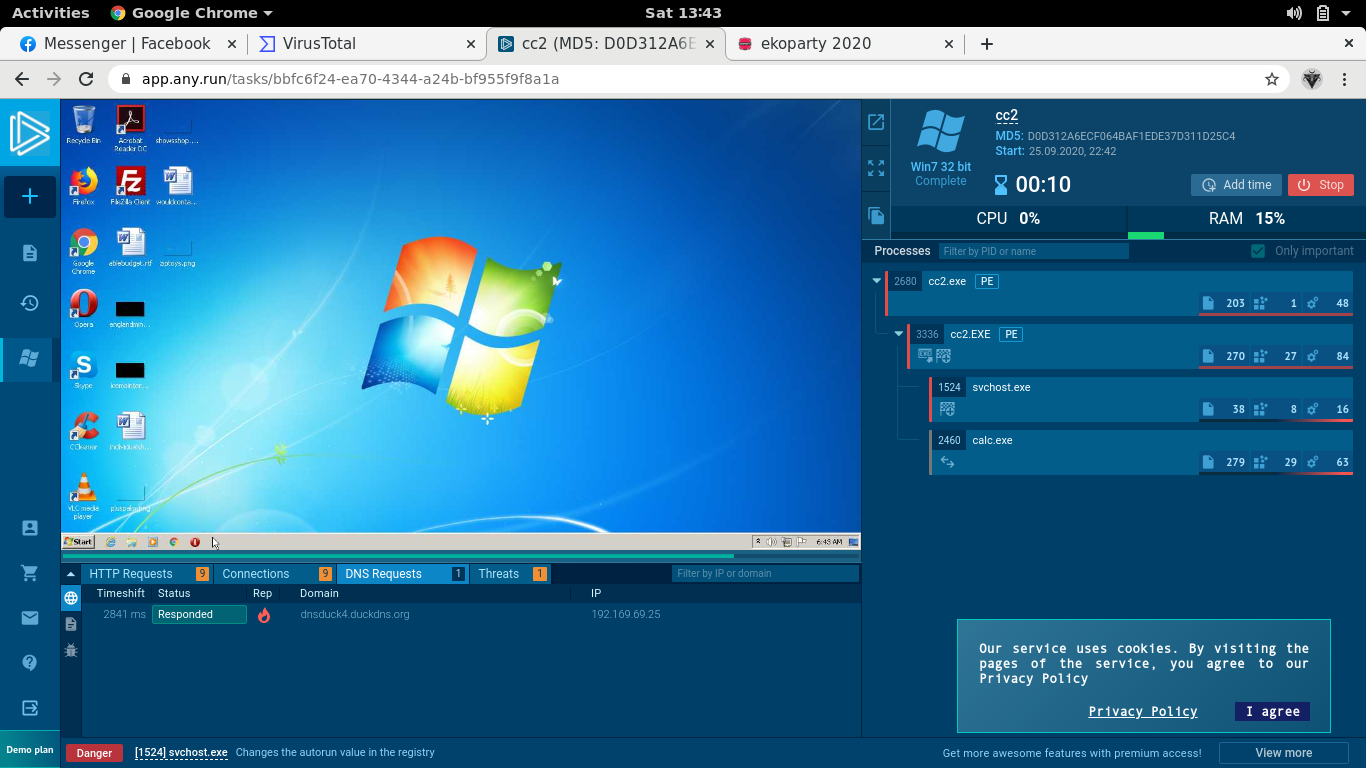 Activities
Google Chrome
Sat 13:43
Messenger | Facebook
VirusTotal
cc2 (MD5: D0D312A6E
ekoparty 2020
app.any.run/tasks/bbfc6f24-ea70-4344-a24b-bf955f9f8a1a
Recycle Bin
Acrobat Reader DC
showsshop....
Firefox
FileZilla Client
wouldconta...
Google Chrome
ablebudget.rtf
aptoys.png
Opera
englandmin...
Skype
CCleaner
individualsh...
VLC media player
pluspalm.png
Start
6:43 AM
cc2
MD5: D0D312A6ECF064BAF1EDE37D311D25C4
Start: 25.09.2020, 22:42
Win7 32 bit
Complete
00:10
Add time
Stop
CPU 0%
RAM 15%
Processes
Filter by PID or name
Only important
2680 cc2.exe PE
203 1 48
3336 cc2.EXE PE
270 27 84
1524 svchost.exe
38 8 16
2460 calc.exe
279 29 63
HTTP Requests 9
Connections 9
DNS Requests 1
Threats 1
Filter by IP or domain
Timeshift Status Rep Domain IP
2841 ms Responded dnsduck4.duckdns.org 192.169.69.25
Our service uses cookies. By visiting the
pages of the service, you agree to our
Privacy Policy
Privacy Policy
I agree
Demo plan
Danger
[1524] svchost.exe
Changes the autorun value in the registry
Get more awesome features with premium access!
View more